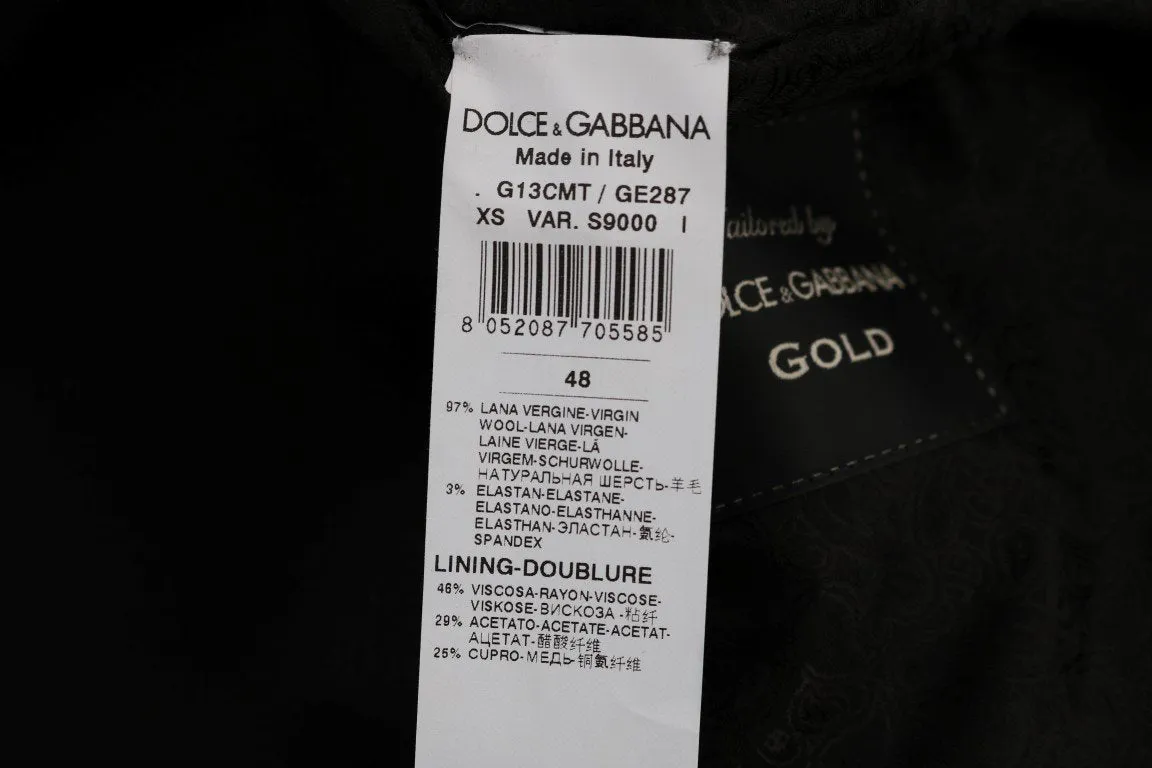 DOLCE & GABBANA
Made in Italy
. G13CMT / GE287
XS VAR. S9000 I
8 052087 705585
48
97% LANA VERGINE-VIRGIN
WOOL-LANA VIRGEN-
LAINE VIERGE-LÃ
VIRGEM-SCHURWOLLE-
НАТУРАЛЬНАЯ ШЕРСТЬ-羊毛
3% ELASTAN-ELASTANE-
ELASTANO-ELASTHANNE-
ELASTHAN-ЭЛАСТАН-氨纶-
SPANDEX
LINING-DOUBLURE
46% VISCOSA-RAYON-VISCOSE-
VISKOSE-ВИСКОЗА -粘纤
29% ACETATO-ACETATE-ACETAT-
АЦЕТАТ-醋酸纤维
25% CUPRO-МЕДЬ-铜氨纤维
Tailored by
LCE & GABBANA
GOLD